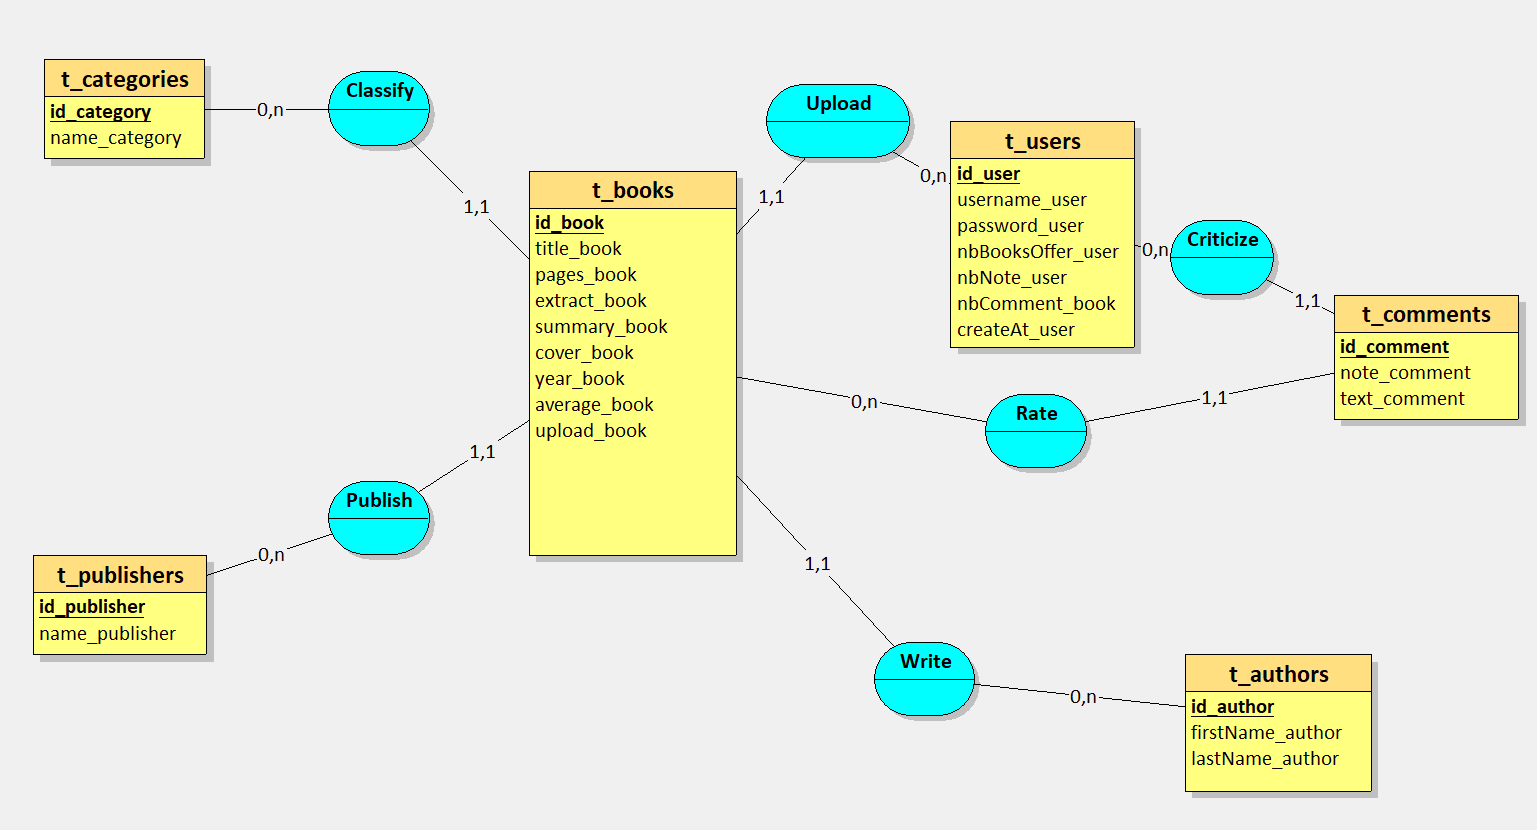 t_categories
id_category
name_category
0,n
Classify
1,1
t_books
id_book
title_book
pages_book
extract_book
summary_book
cover_book
year_book
average_book
upload_book
Upload
1,1
0,n
t_users
id_user
username_user
password_user
nbBooksOffer_user
nbNote_user
nbComment_book
createAt_user
0,n
Criticize
1,1
t_comments
id_comment
note_comment
text_comment
0,n
Rate
1,1
1,1
Publish
0,n
t_publishers
id_publisher
name_publisher
1,1
Write
0,n
t_authors
id_author
firstName_author
lastName_author